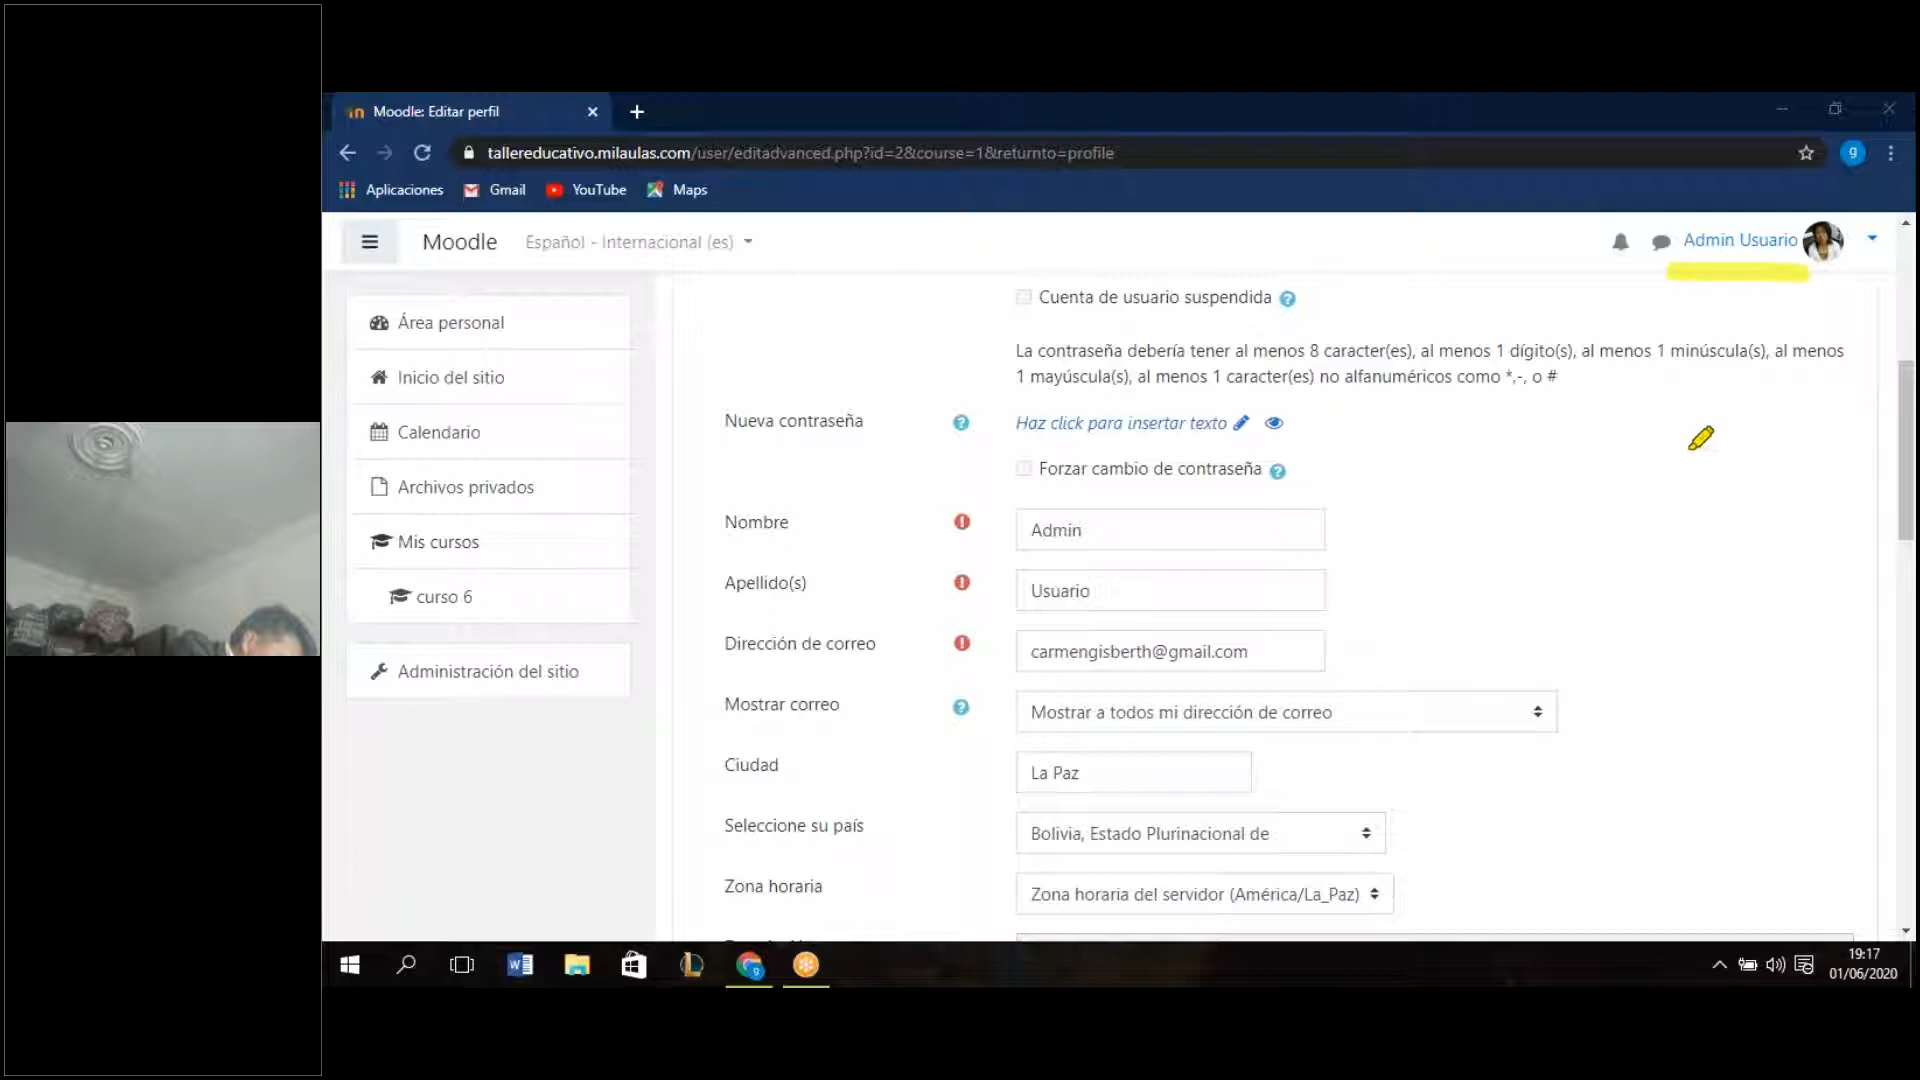 Moodle: Editar perfil
tallereducativo.milaulas.com/user/editadvanced.php?id=2&course=1&returnto=profile
g
Aplicaciones
Gmail
YouTube
Maps
Moodle
Español - Internacional (es)
Admin Usuario
Área personal
Inicio del sitio
Calendario
Archivos privados
Mis cursos
curso 6
Administración del sitio
Cuenta de usuario suspendida
La contraseña debería tener al menos 8 caracter(es), al menos 1 dígito(s), al menos 1 minúscula(s), al menos
1 mayúscula(s), al menos 1 caracter(es) no alfanuméricos como *,-, o #
Nueva contraseña
Haz click para insertar texto
Forzar cambio de contraseña
Nombre
Admin
Apellido(s)
Usuario
Dirección de correo
carmengisberth@gmail.com
Mostrar correo
Mostrar a todos mi dirección de correo
Ciudad
La Paz
Seleccione su país
Bolivia, Estado Plurinacional de
Zona horaria
Zona horaria del servidor (América/La_Paz)
19:17
01/06/2020